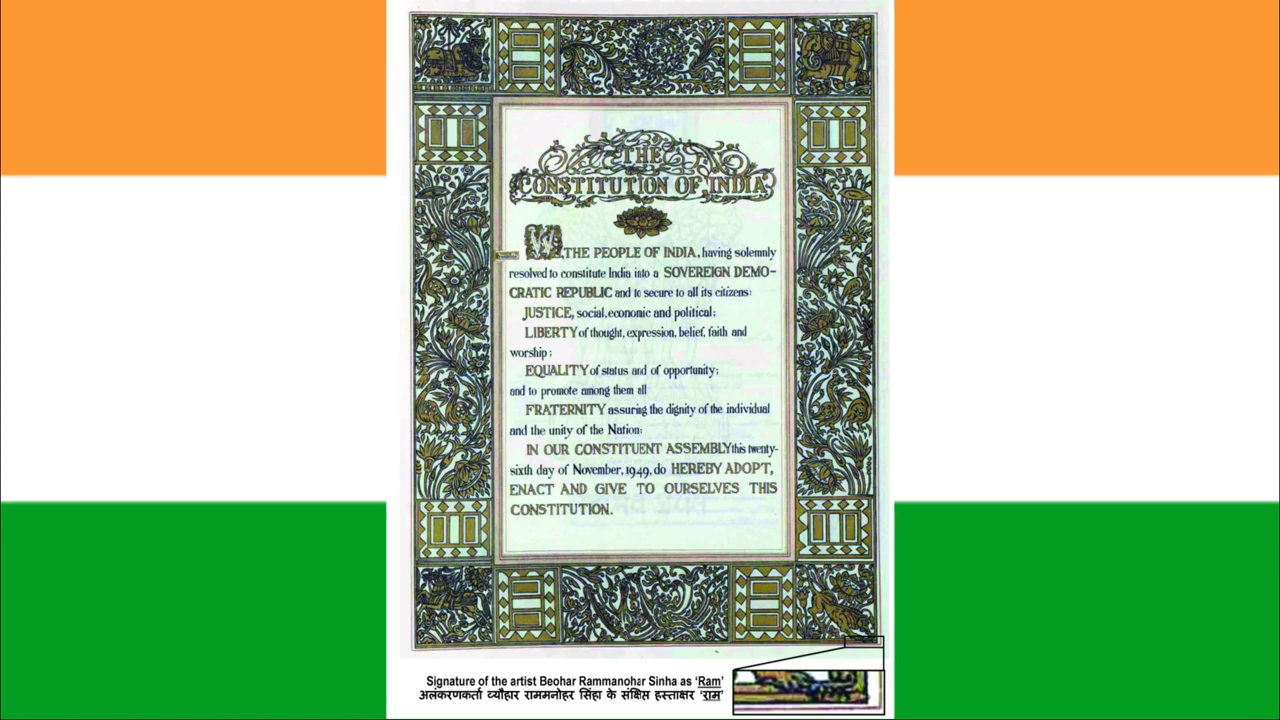 THE
CONSTITUTION OF INDIA
WE, THE PEOPLE OF INDIA, having solemnly
resolved to constitute India into a SOVEREIGN DEMO-
CRATIC REPUBLIC and to secure to all its citizens:
JUSTICE, social, economic and political;
LIBERTY of thought, expression, belief, faith and
worship;
EQUALITY of status and of opportunity;
and to promote among them all
FRATERNITY assuring the dignity of the individual
and the unity of the Nation;
IN OUR CONSTITUENT ASSEMBLY this twenty-
sixth day of November, 1949, do HEREBY ADOPT,
ENACT AND GIVE TO OURSELVES THIS
CONSTITUTION.
Signature of the artist Beohar Rammanohar Sinha as ‘Ram’
अलंकरणकर्ता ब्यौहार राममनोहर सिंहा के संक्षिप्त हस्ताक्षर ‘राम’